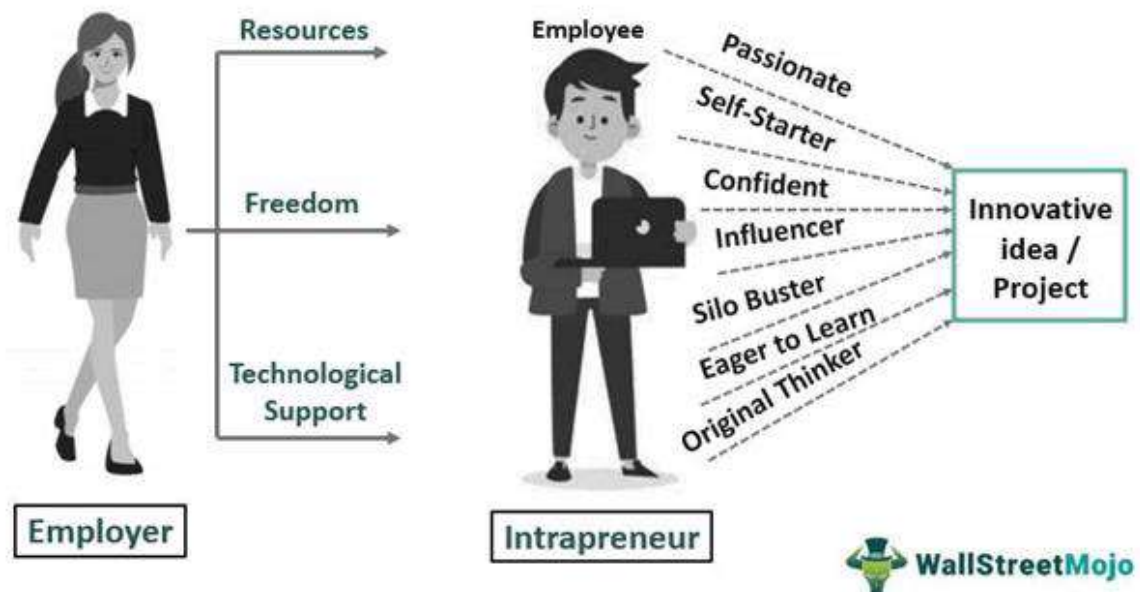 Resources
Freedom
Technological
Support
Employer
Employee
Intrapreneur
Passionate
Self-Starter
Confident
Influencer
Silo Buster
Eager to Learn
Original Thinker
Innovative
idea /
Project
WallStreetMojo